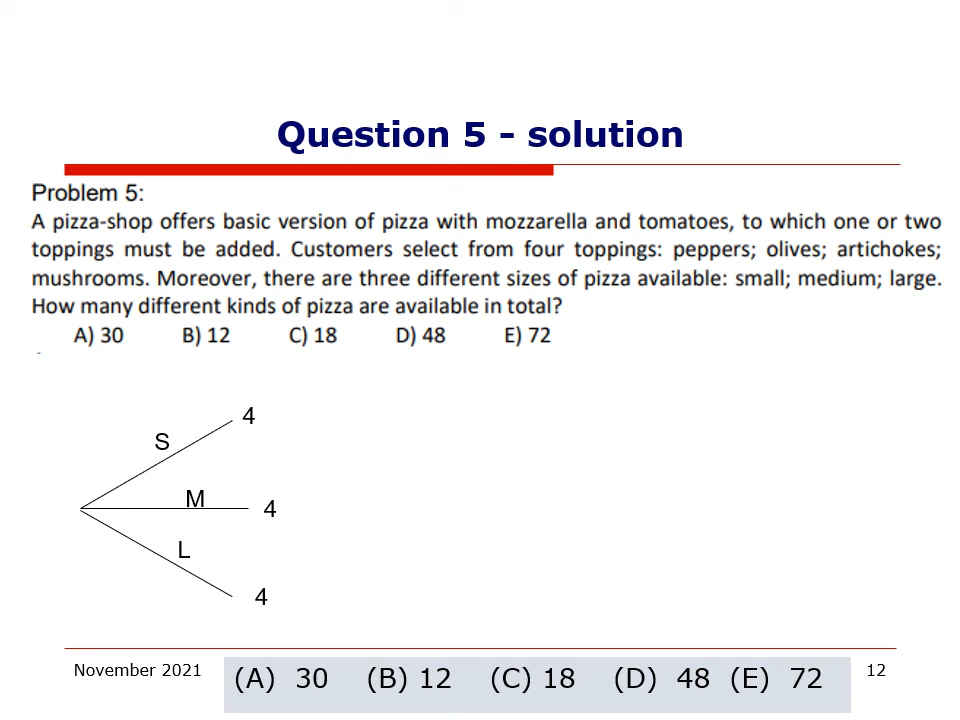 Question 5 - solution
Problem 5:
A pizza-shop offers basic version of pizza with mozzarella and tomatoes, to which one or two
toppings must be added. Customers select from four toppings: peppers; olives; artichokes;
mushrooms. Moreover, there are three different sizes of pizza available: small; medium; large.
How many different kinds of pizza are available in total?
A) 30 B) 12 C) 18 D) 48 E) 72
4
S
M
4
L
4
November 2021
(A) 30 (B) 12 (C) 18 (D) 48 (E) 72
12